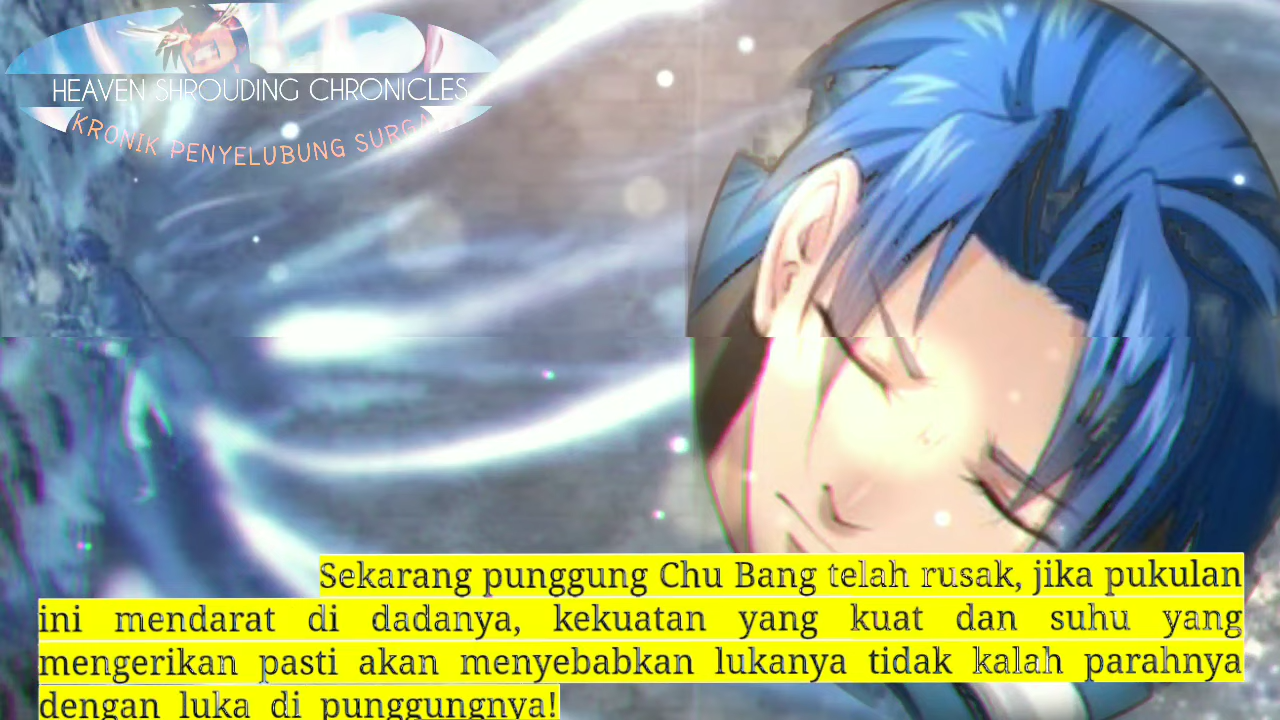 HEAVEN SHROUDING CHRONICLES
KRONIK PENYELUBUNG SURGA
Sekarang punggung Chu Bang telah rusak, jika pukulan
ini mendarat di dadanya, kekuatan yang kuat dan suhu yang
mengerikan pasti akan menyebabkan lukanya tidak kalah parahnya
dengan luka di punggungnya!